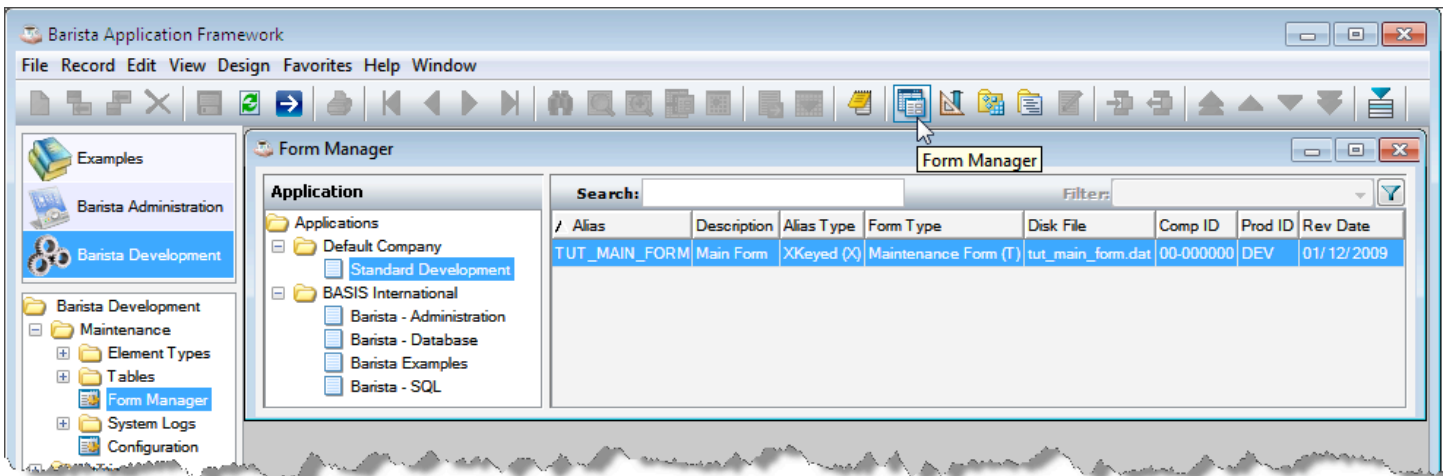 Barista Application Framework
File Record Edit View Design Favorites Help Window
Examples
Barista Administration
Barista Development
Barista Development
Maintenance
Element Types
Tables
Form Manager
System Logs
Configuration
Form Manager
Form Manager
Application
Applications
Default Company
Standard Development
BASIS International
Barista - Administration
Barista - Database
Barista Examples
Barista - SQL
Search: Filter:
/ Alias Description Alias Type Form Type Disk File Comp ID Prod ID Rev Date
TUT_MAIN_FORM Main Form XKeyed (X) Maintenance Form (T) tut_main_form.dat 00-000000 DEV 01/12/2009